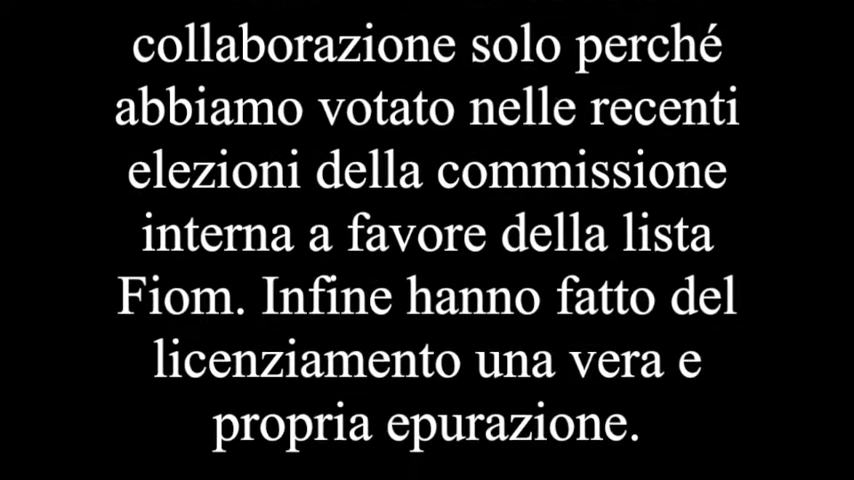 collaborazione solo perché
abbiamo votato nelle recenti
elezioni della commissione
interna a favore della lista
Fiom. Infine hanno fatto del
licenziamento una vera e
propria epurazione.